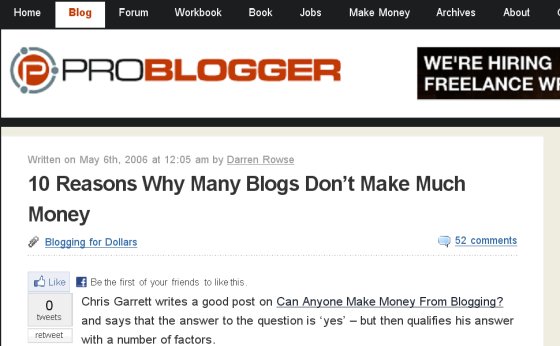 Home Blog Forum Workbook Book Jobs Make Money Archives About
PROBLOGGER
WE'RE HIRING
FREELANCE
Written on May 6th, 2006 at 12:05 am by Darren Rowse
10 Reasons Why Many Blogs Don't Make Much
Money
Blogging for Dollars
52 comments
Like
Be the first of your friends to like this.
0
tweets
retweet
Chris Garrett writes a good post on Can Anyone Make Money From Blogging?
and says that the answer to the question is 'yes' – but then qualifies his answer
with a number of factors.